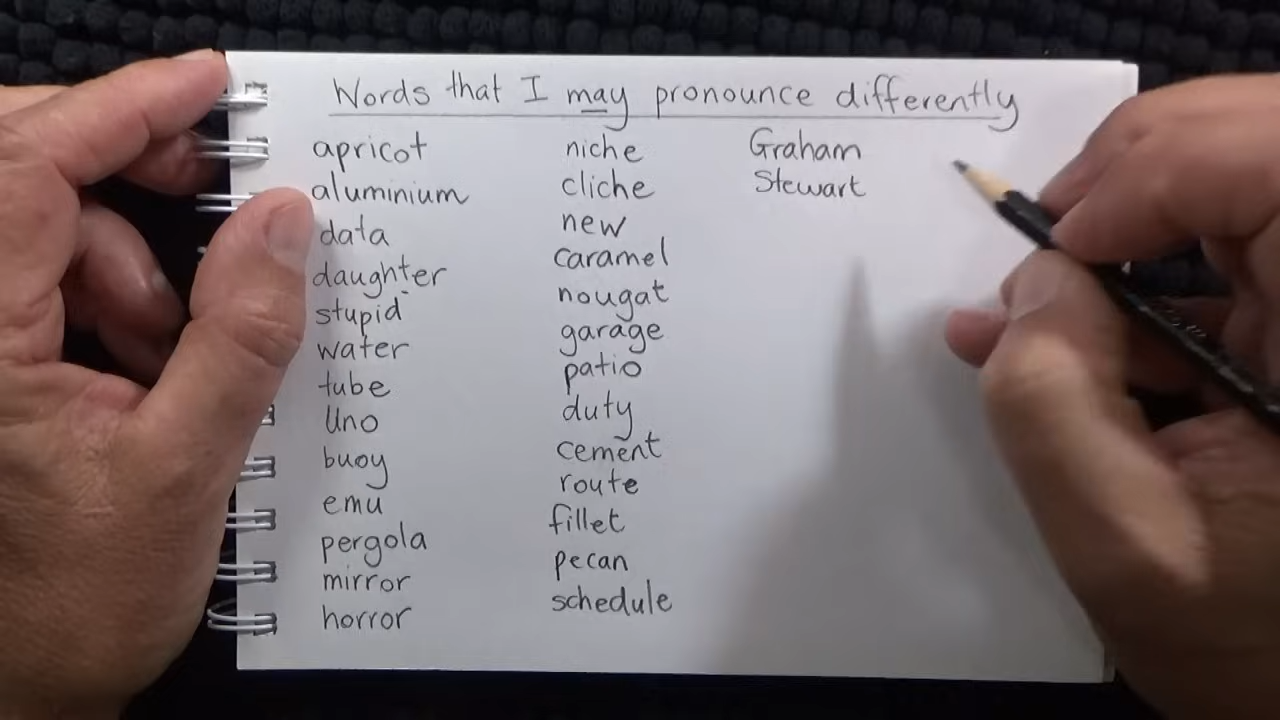 Words that I may pronounce differently
apricot
aluminium
data
daughter
stupid
water
tube
Uno
buoy
emu
pergola
mirror
horror
niche
cliche
new
caramel
nougat
garage
patio
duty
cement
route
fillet
pecan
schedule
Graham
Stewart